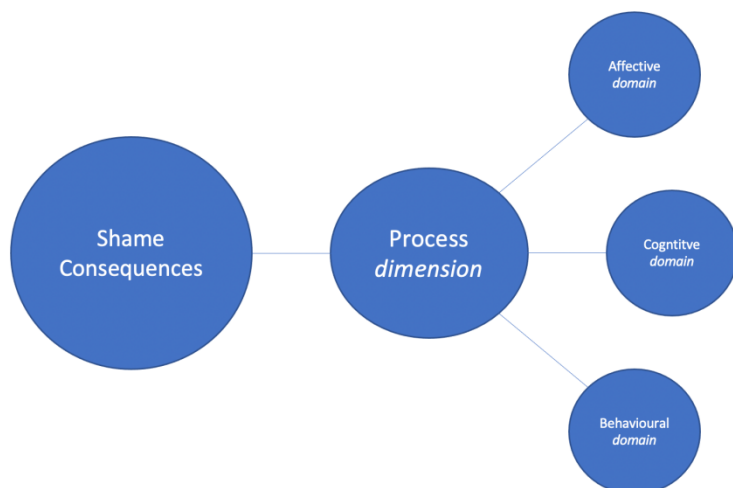 Affective
domain
Shame
Consequences
Process
dimension
Cogntitve
domain
Behavioural
domain